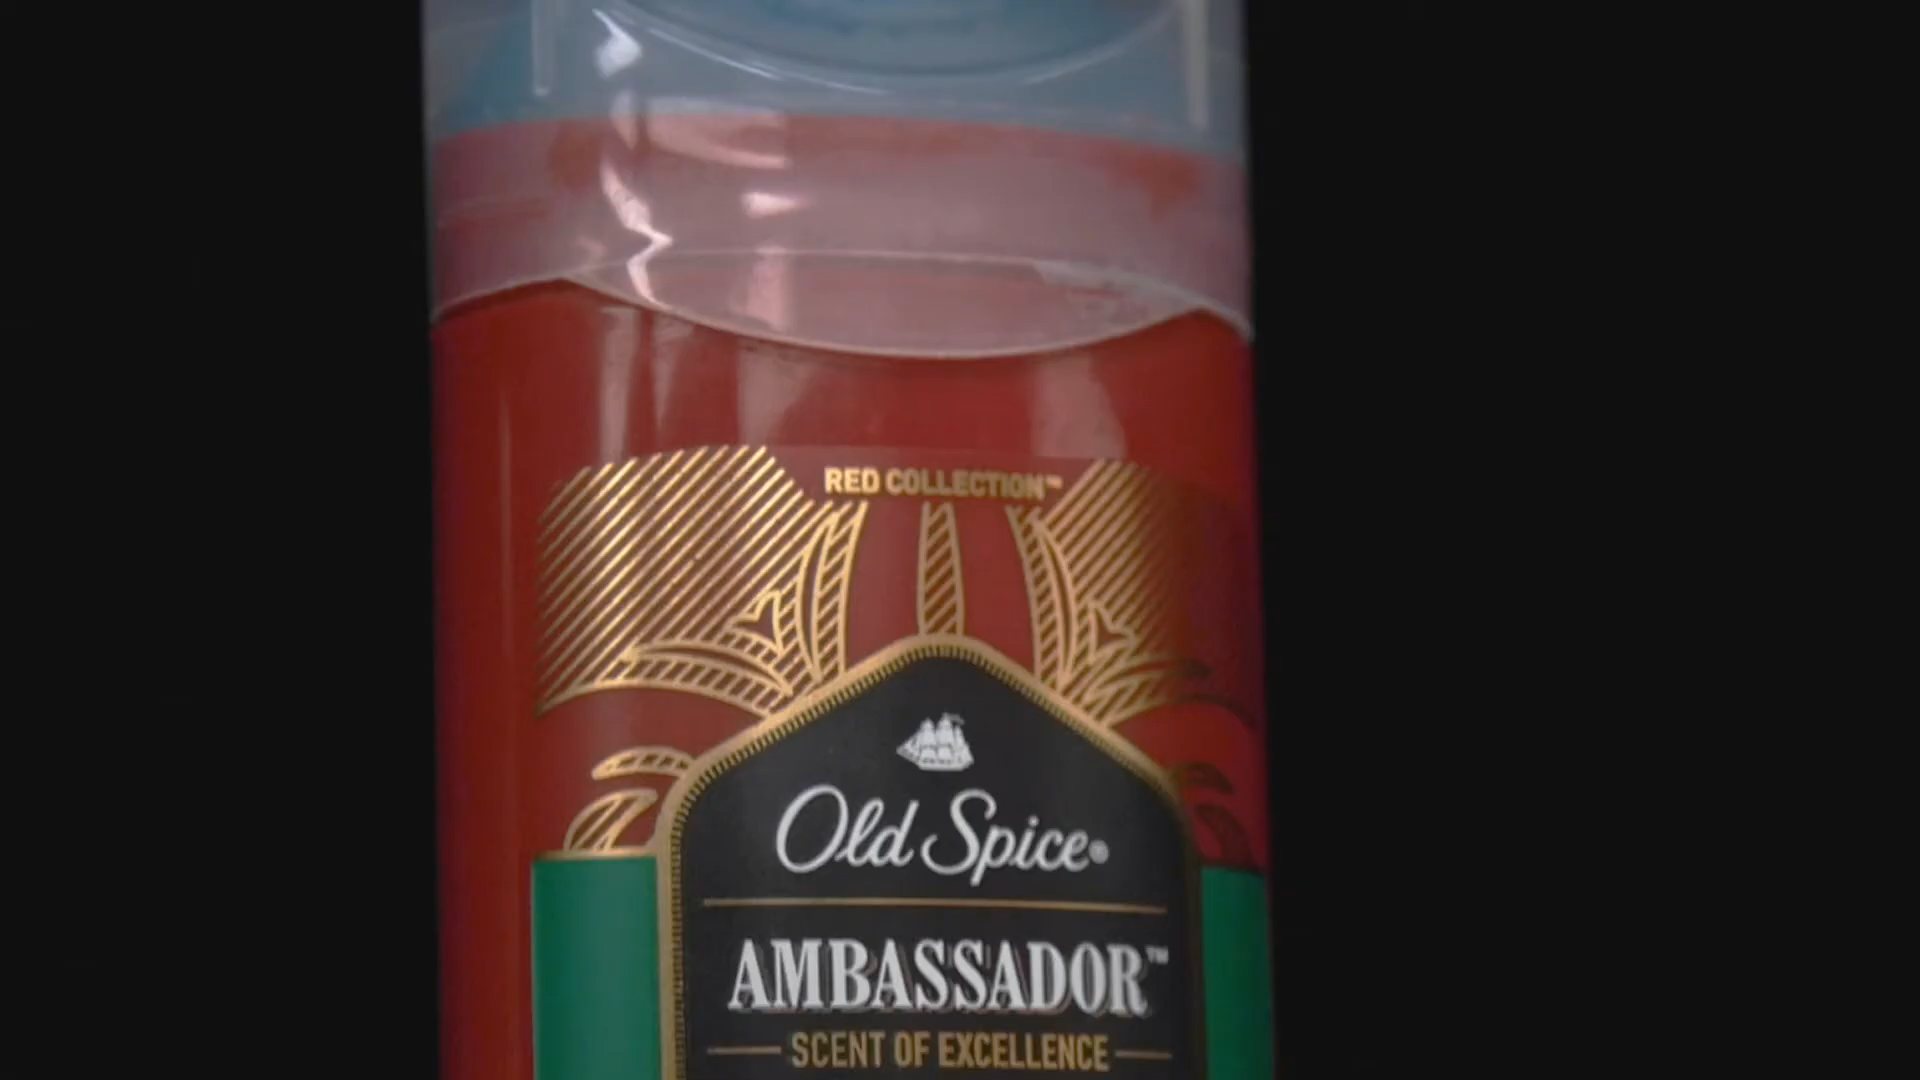 RED COLLECTION™
Old Spice®
AMBASSADOR™
SCENT OF EXCELLENCE